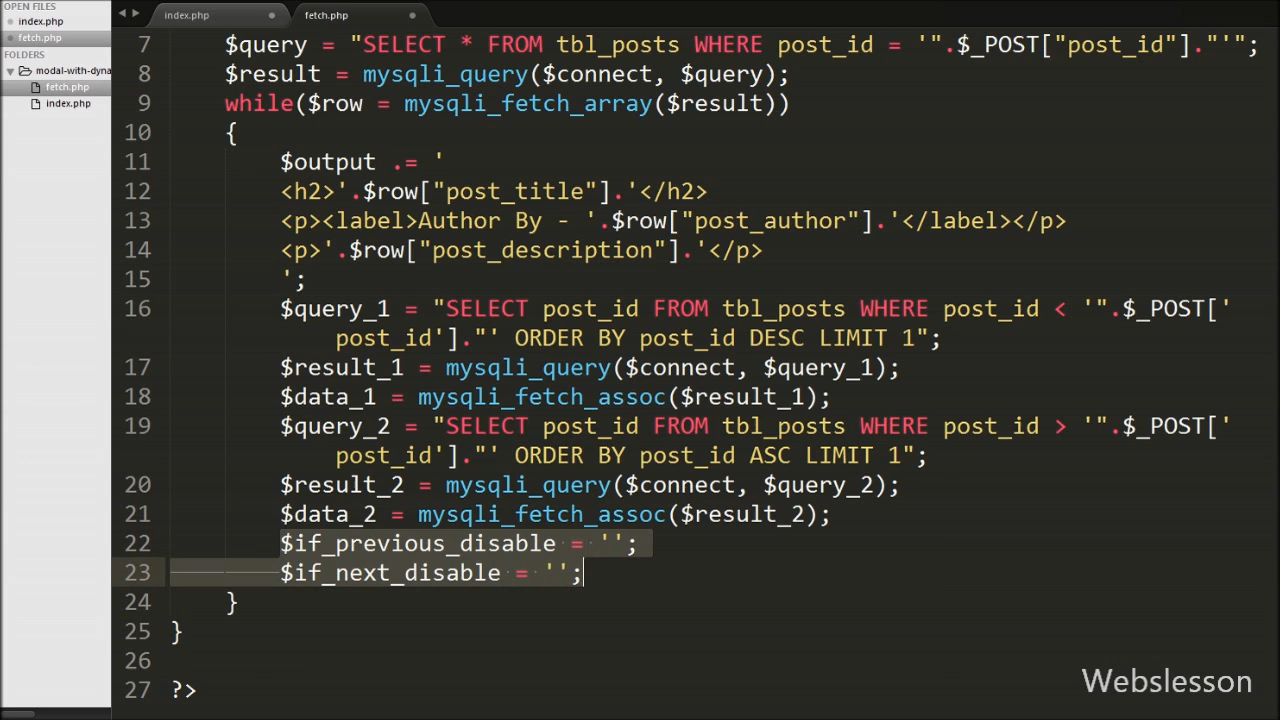 OPEN FILES
index.php
fetch.php
FOLDERS
modal-with-dyna
fetch.php
index.php
index.php
fetch.php
7 $query = "SELECT * FROM tbl_posts WHERE post_id = '".$_POST["post_id"]."'";
8 $result = mysqli_query($connect, $query);
9 while($row = mysqli_fetch_array($result))
10 {
11 $output .= '
12 <h2>'.$row["post_title"].'</h2>
13 <p><label>Author By - '.$row["post_author"].'</label></p>
14 <p>'.$row["post_description"].'</p>
15 ';
16 $query_1 = "SELECT post_id FROM tbl_posts WHERE post_id < '".$_POST['
post_id']."' ORDER BY post_id DESC LIMIT 1";
17 $result_1 = mysqli_query($connect, $query_1);
18 $data_1 = mysqli_fetch_assoc($result_1);
19 $query_2 = "SELECT post_id FROM tbl_posts WHERE post_id > '".$_POST['
post_id']."' ORDER BY post_id ASC LIMIT 1";
20 $result_2 = mysqli_query($connect, $query_2);
21 $data_2 = mysqli_fetch_assoc($result_2);
22 $if_previous_disable = '';
23 $if_next_disable = '';
24 }
25 }
26
27 ?>
Webslesson